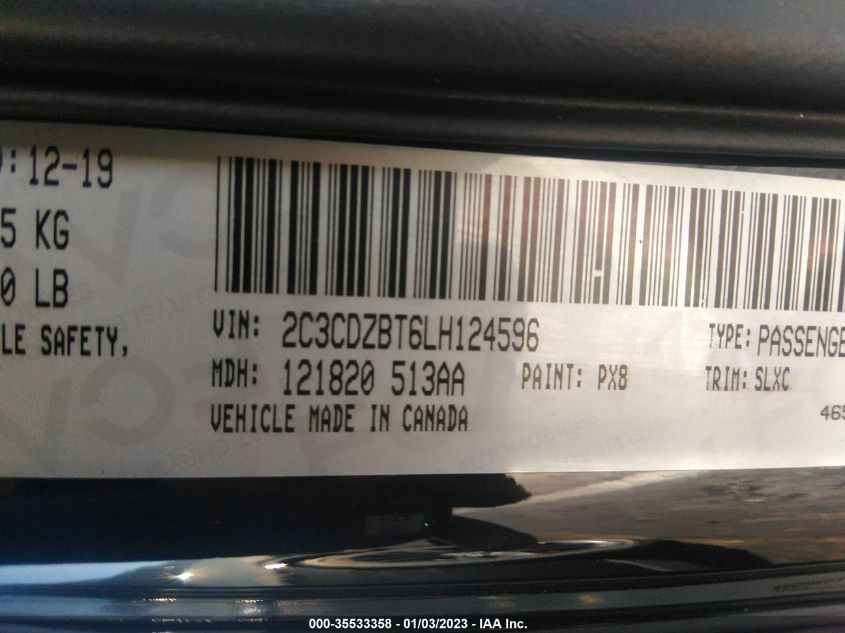 ): 12-19
5 KG
0 LB
LE SAFETY,
VIN: 2C3CDZBT6LH124596
TYPE: PASSENGE
MDH: 121820 513AA
PAINT: PX8
TRIM: SLXC
VEHICLE MADE IN CANADA
465
000-35533358 - 01/03/2023 - IAA Inc.